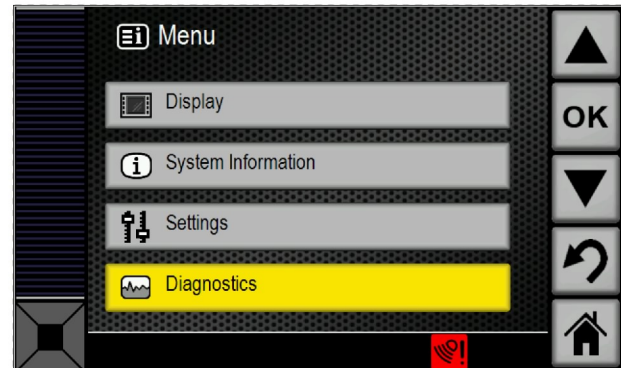 Menu
Display
OK
System Information
Settings
Diagnostics